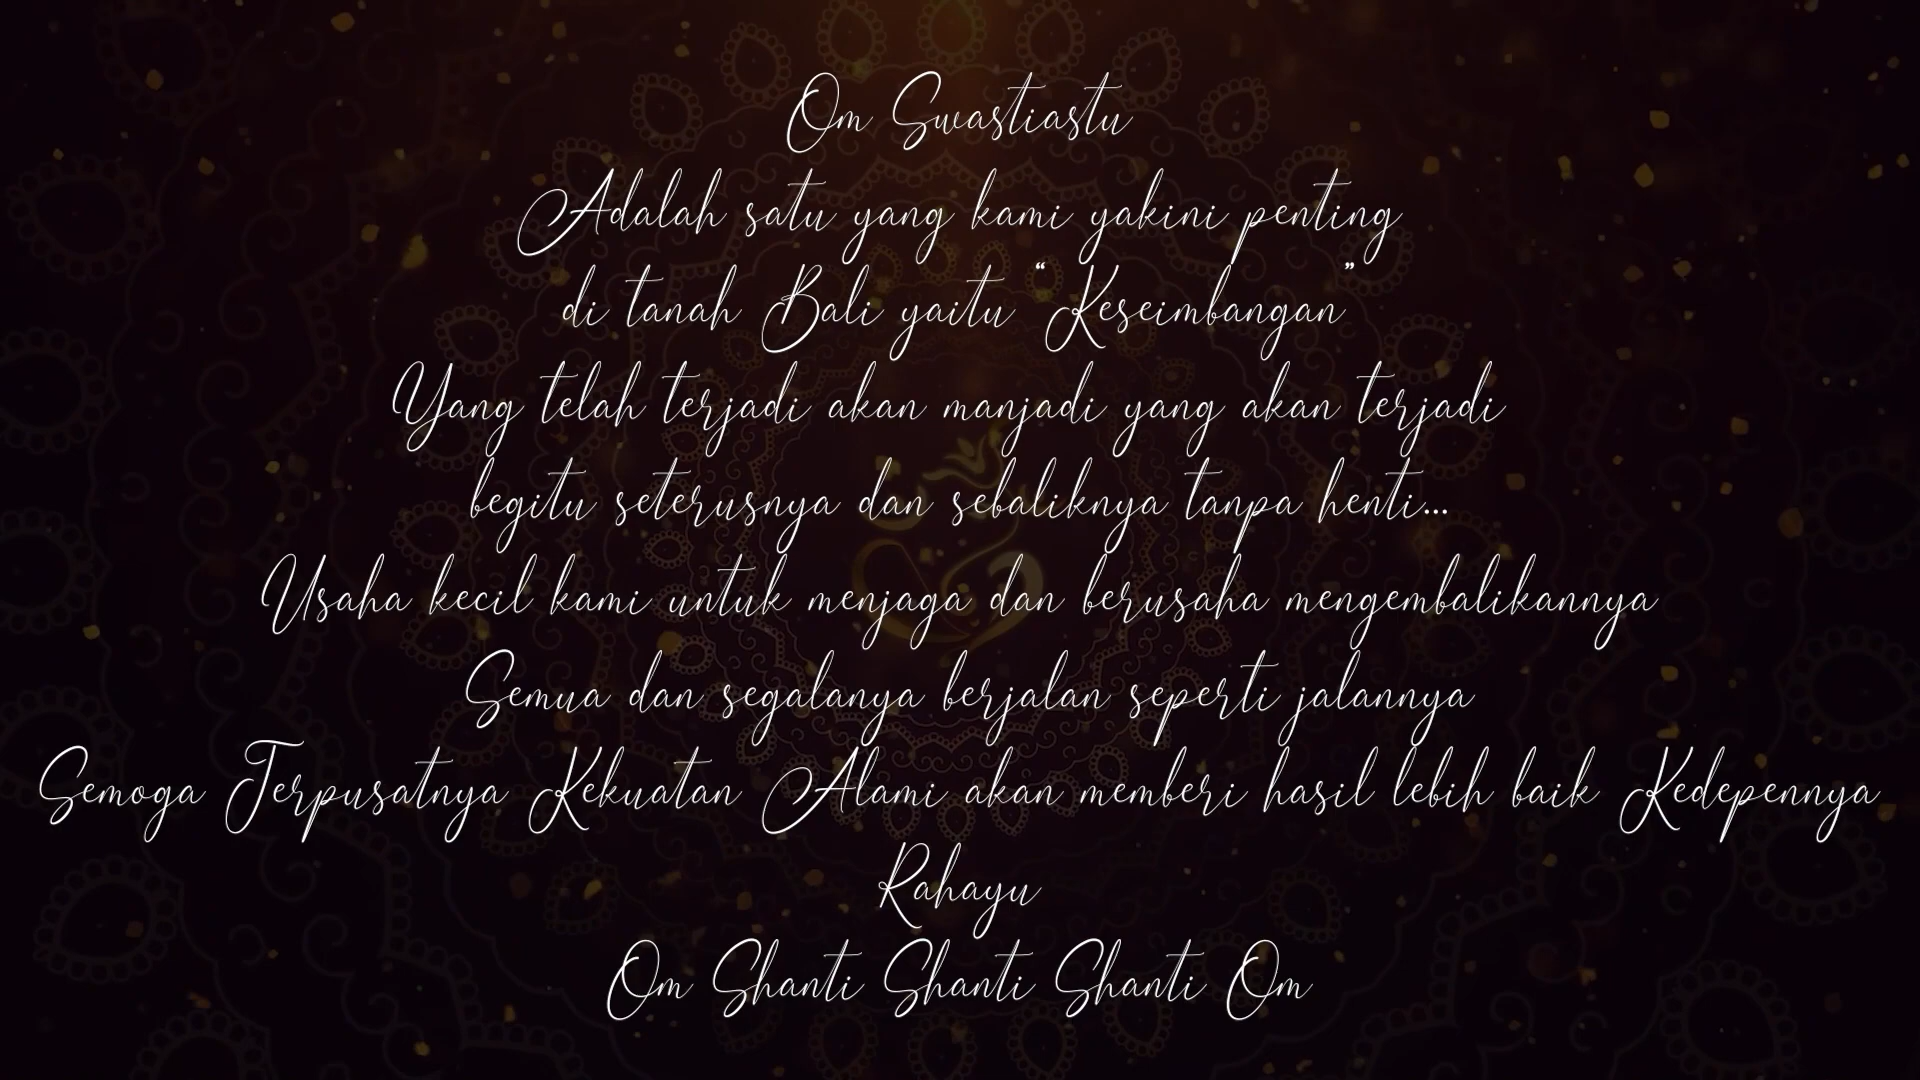 Om Swastiastu
Adalah satu yang kami yakini penting
di tanah Bali yaitu “Keseimbangan”
Yang telah terjadi akan manjadi yang akan terjadi
begitu seterusnya dan sebaliknya tanpa henti...
Usaha kecil kami untuk menjaga dan berusaha mengembalikannya
Semua dan segalanya berjalan seperti jalannya
Semoga Terpusatnya Kekuatan Alami akan memberi hasil lebih baik Kedepennya
Rahayu
Om Shanti Shanti Shanti Om